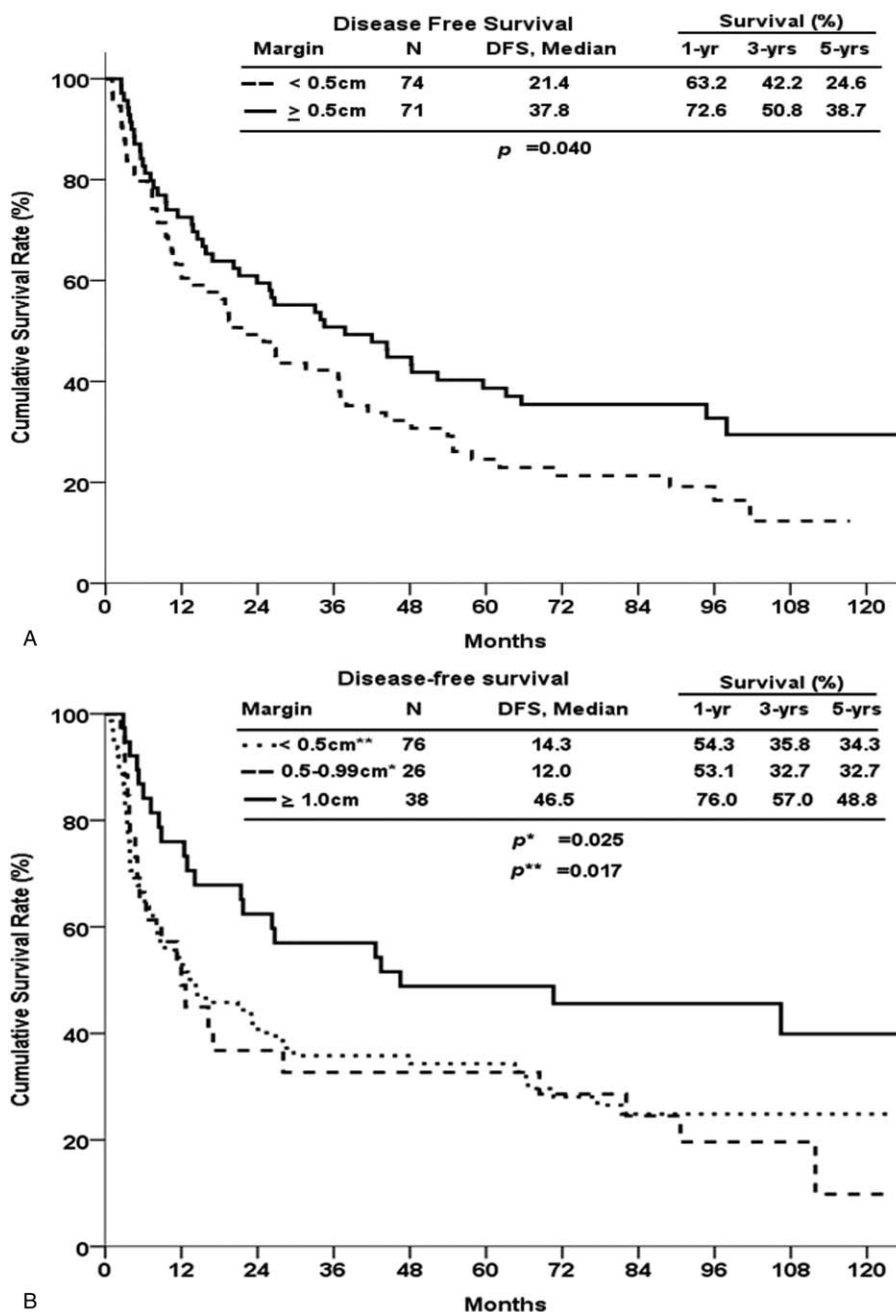 Disease Free Survival
Survival (%)
Margin N DFS, Median 1-yr 3-yrs 5-yrs
< 0.5cm 74 21.4 63.2 42.2 24.6
≥ 0.5cm 71 37.8 72.6 50.8 38.7
p =0.040
Cumulative Survival Rate (%)
100
80
60
40
20
0
0 12 24 36 48 60 72 84 96 108 120
Months
A
Disease-free survival
Survival (%)
Margin N DFS, Median 1-yr 3-yrs 5-yrs
< 0.5cm** 76 14.3 54.3 35.8 34.3
0.5-0.99cm* 26 12.0 53.1 32.7 32.7
≥ 1.0cm 38 46.5 76.0 57.0 48.8
p* =0.025
p** =0.017
Cumulative Survival Rate (%)
100
80
60
40
20
0
0 12 24 36 48 60 72 84 96 108 120
Months
B